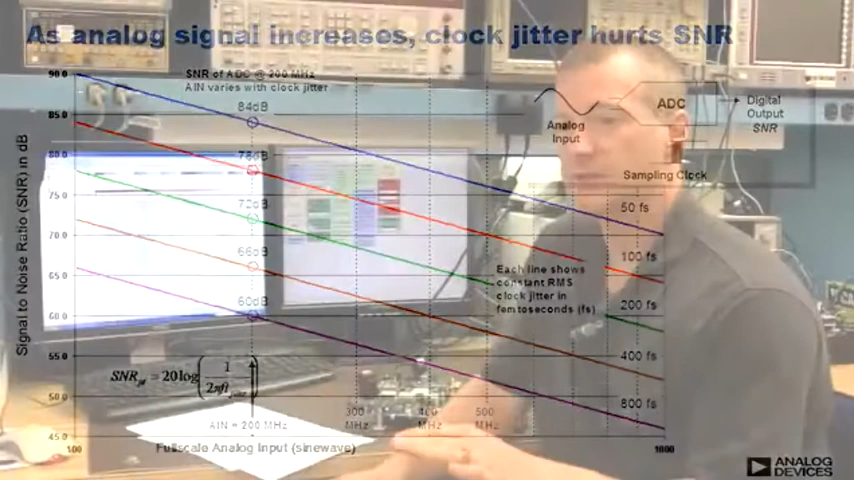 As analog signal increases, clock jitter hurts SNR
SNR of ADC @ 200 MHz
AIN varies with clock jitter
ADC
Analog
Input
Digital
Output
SNR
Sampling Clock
Signal to Noise Ratio (SNR) in dB
90.0
85.0
80.0
75.0
70.0
65.0
60.0
55.0
50.0
45.0
84dB
78dB
72dB
66dB
60dB
50 fs
100 fs
200 fs
400 fs
800 fs
Each line shows
constant RMS
clock jitter in
femtoseconds (fs)
AIN = 200 MHz
300
MHz
400
MHz
500
MHz
100
1000
Fullscale Analog Input (sinewave)
ANALOG
DEVICES